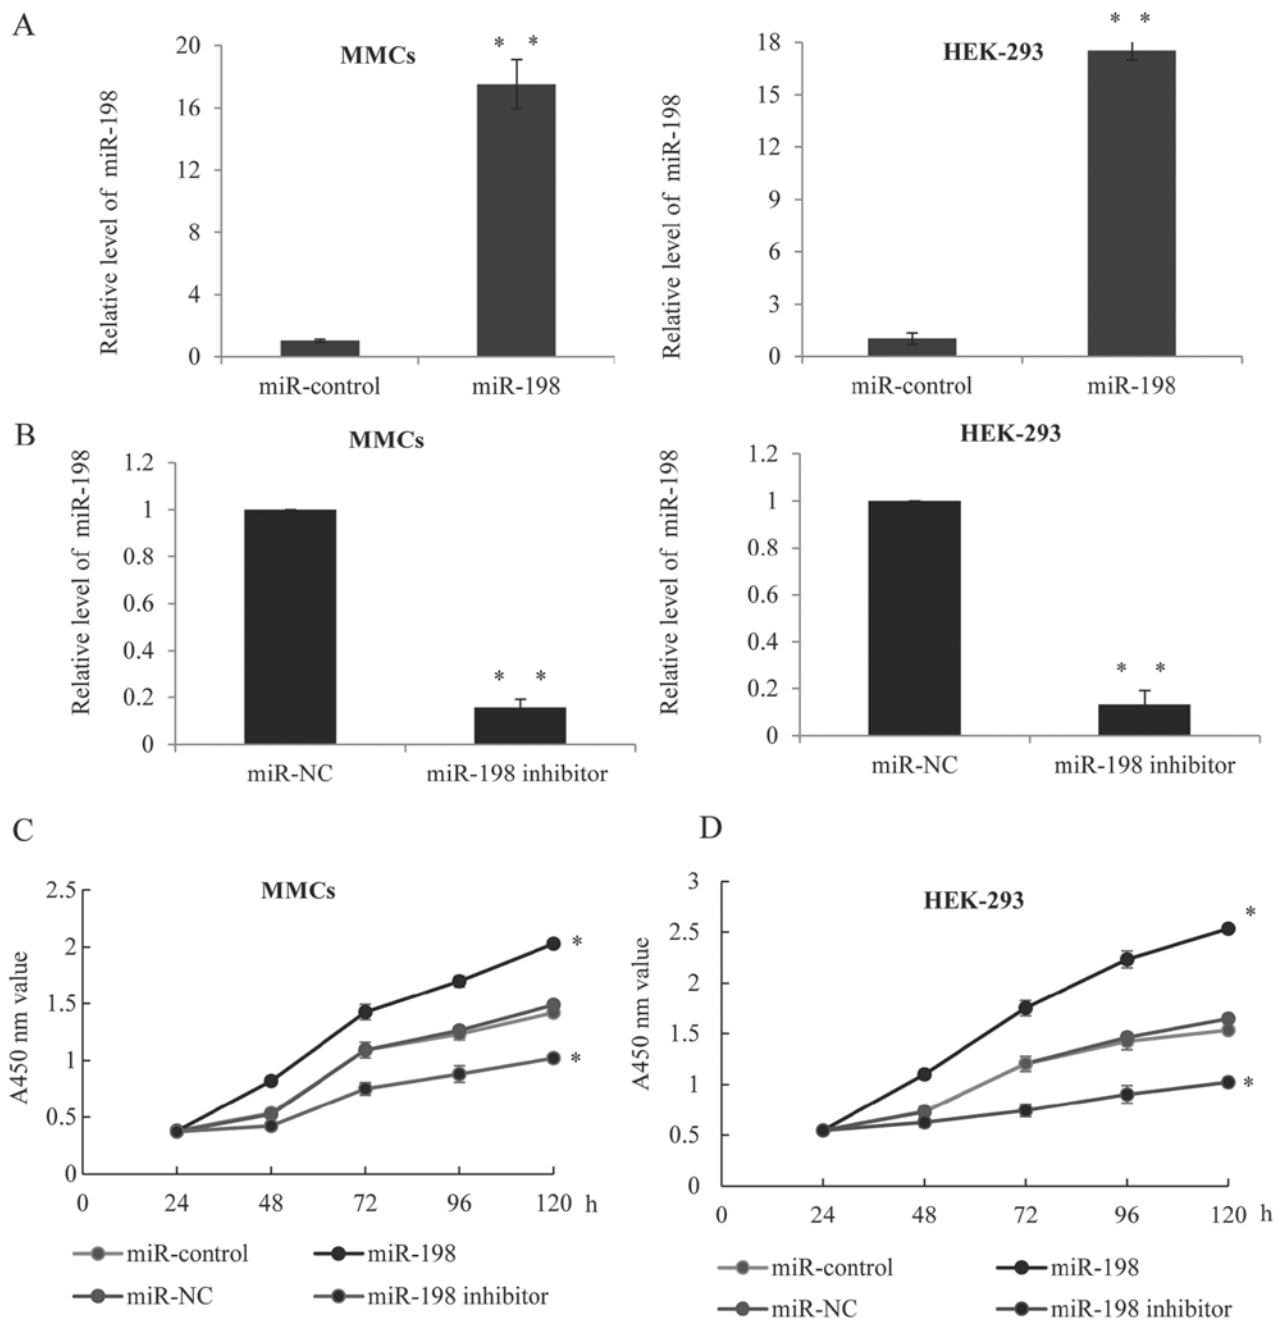 A
MMCs
* *
Relative level of miR-198
20
16
12
8
4
0
miR-control miR-198
HEK-293
* *
Relative level of miR-198
18
15
12
9
6
3
0
miR-control miR-198
B
MMCs
Relative level of miR-198
1.2
1
0.8
0.6
0.4
0.2
0
* *
miR-NC miR-198 inhibitor
HEK-293
Relative level of miR-198
1.2
1
0.8
0.6
0.4
0.2
0
* *
miR-NC miR-198 inhibitor
C
MMCs
A450 nm value
2.5
2
1.5
1
0.5
0
*
*
0 24 48 72 96 120 h
miR-control miR-198
miR-NC miR-198 inhibitor
D
HEK-293
A450 nm value
3
2.5
2
1.5
1
0.5
0
*
*
0 24 48 72 96 120 h
miR-control miR-198
miR-NC miR-198 inhibitor